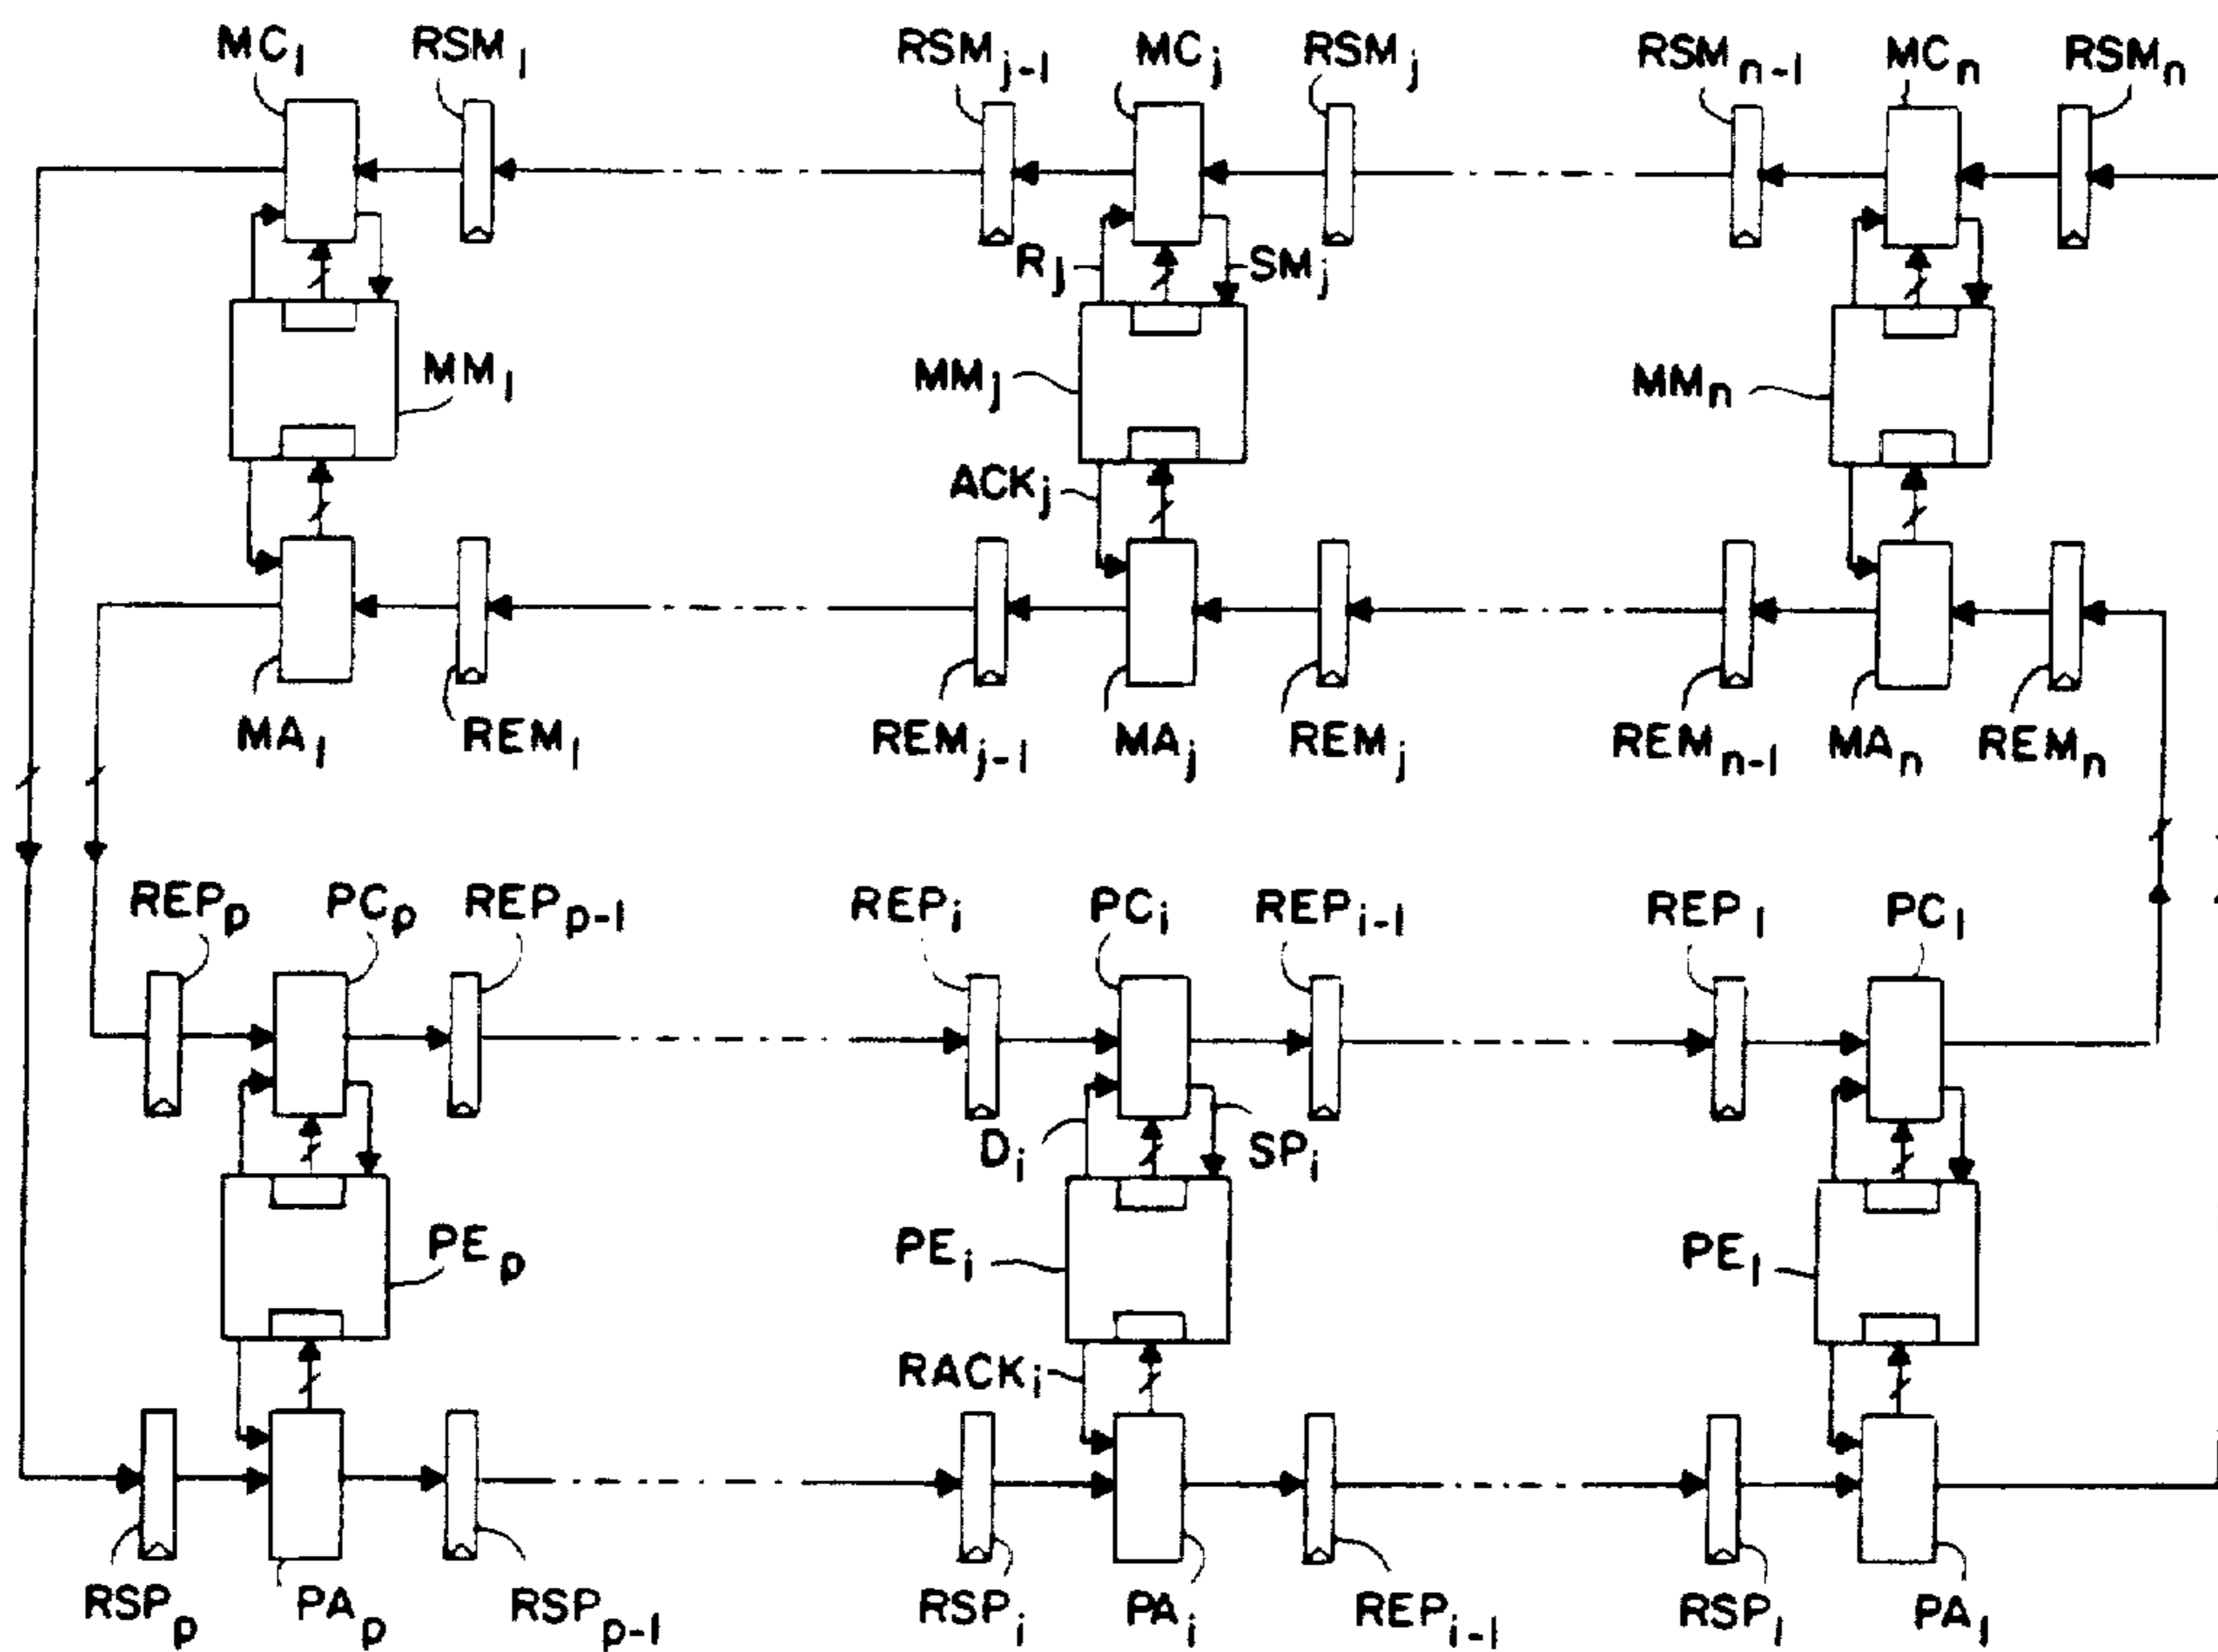 MC₁ RSM₁ RSMⱼ₋₁ MCⱼ RSMⱼ RSMₙ₋₁ MCₙ RSMₙ
Rⱼ SMⱼ
MM₁ MMⱼ MMₙ
ACKⱼ
MA₁ REM₁ REMⱼ₋₁ MAⱼ REMⱼ REMₙ₋₁ MAₙ REMₙ
REPₚ PCₚ REPₚ₋₁ REPᵢ PCᵢ REPᵢ₋₁ REP₁ PC₁
Dᵢ SPᵢ
PEₚ PEᵢ PE₁
RACKᵢ
RSPₚ PAₚ RSPₚ₋₁ RSPᵢ PAᵢ REPᵢ₋₁ RSP₁ PA₁